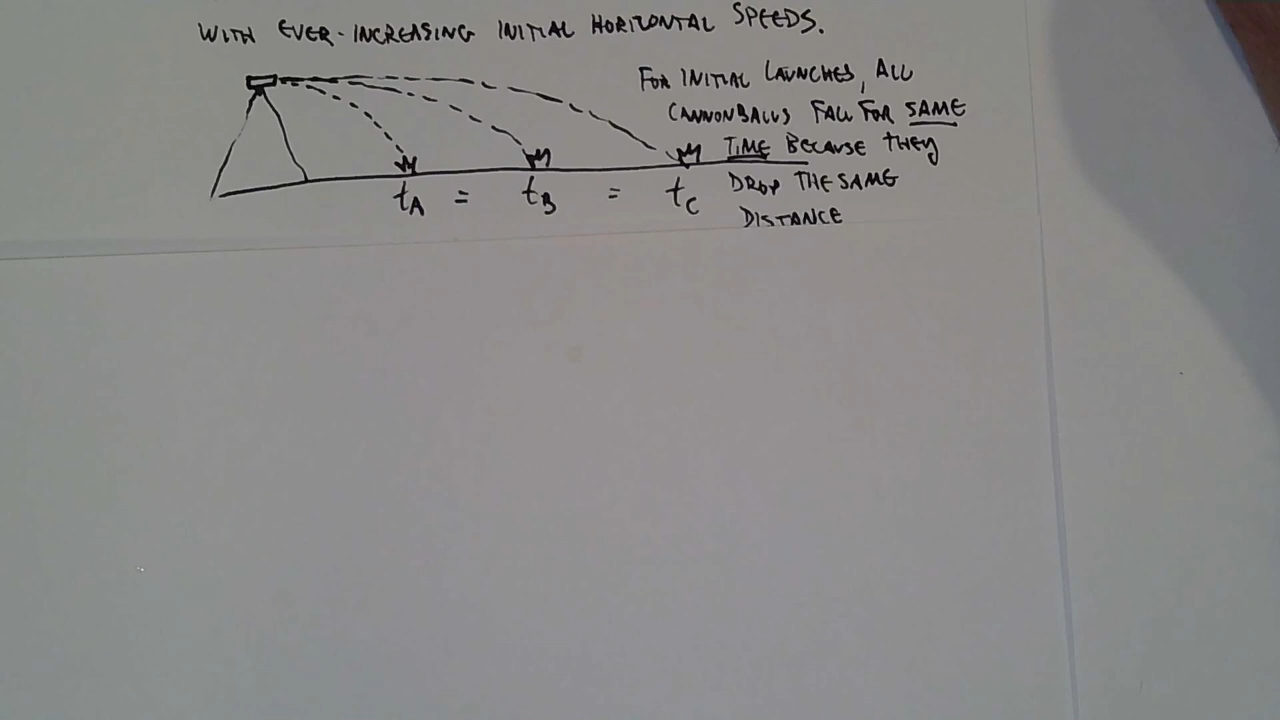 WITH EVER-INCREASING INITIAL HORIZONTAL SPEEDS.
FOR INITIAL LAUNCHES, ALL
CANNONBALLS FALL FOR SAME
TIME BECAUSE THEY
DROP THE SAME
DISTANCE
tA = tB = tC